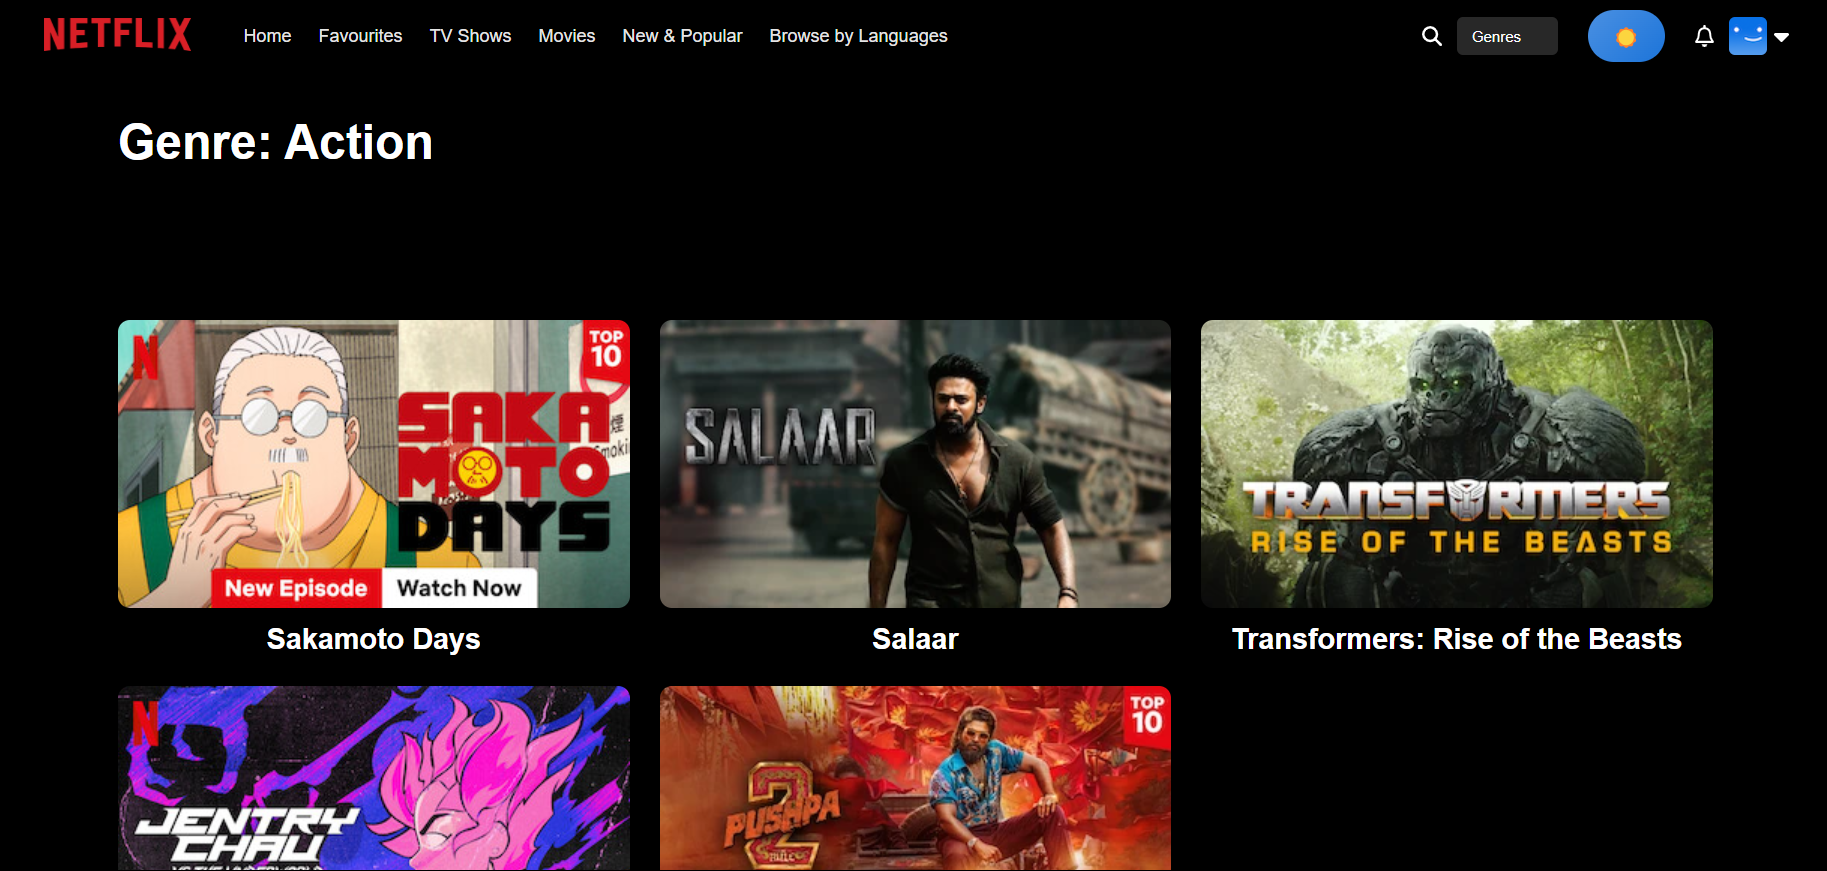 NETFLIX
Home Favourites TV Shows Movies New & Popular Browse by Languages
Genres
Genre: Action
N
TOP
10
SAKA
MOTO
DAYS
New Episode Watch Now
SALAAR
TRANSFORMERS
RISE OF THE BEASTS
Sakamoto Days
Salaar
Transformers: Rise of the Beasts
N
JENTRY
CHAU
TOP
10
2
PUSHPA